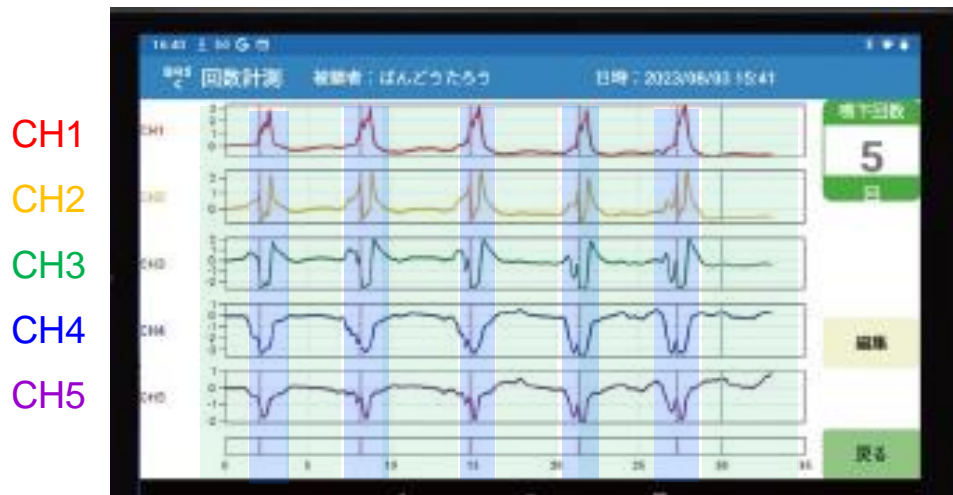 16:43 G
回数計測 被験者：ばんどうたろう 日時：2023/08/03 15:41
嚥下回数
5
回
CH1 CH1
CH2 CH2
CH3 CH3
CH4 CH4
CH5 CH5
編集
戻る
0 5 10 15 20 25 30 35